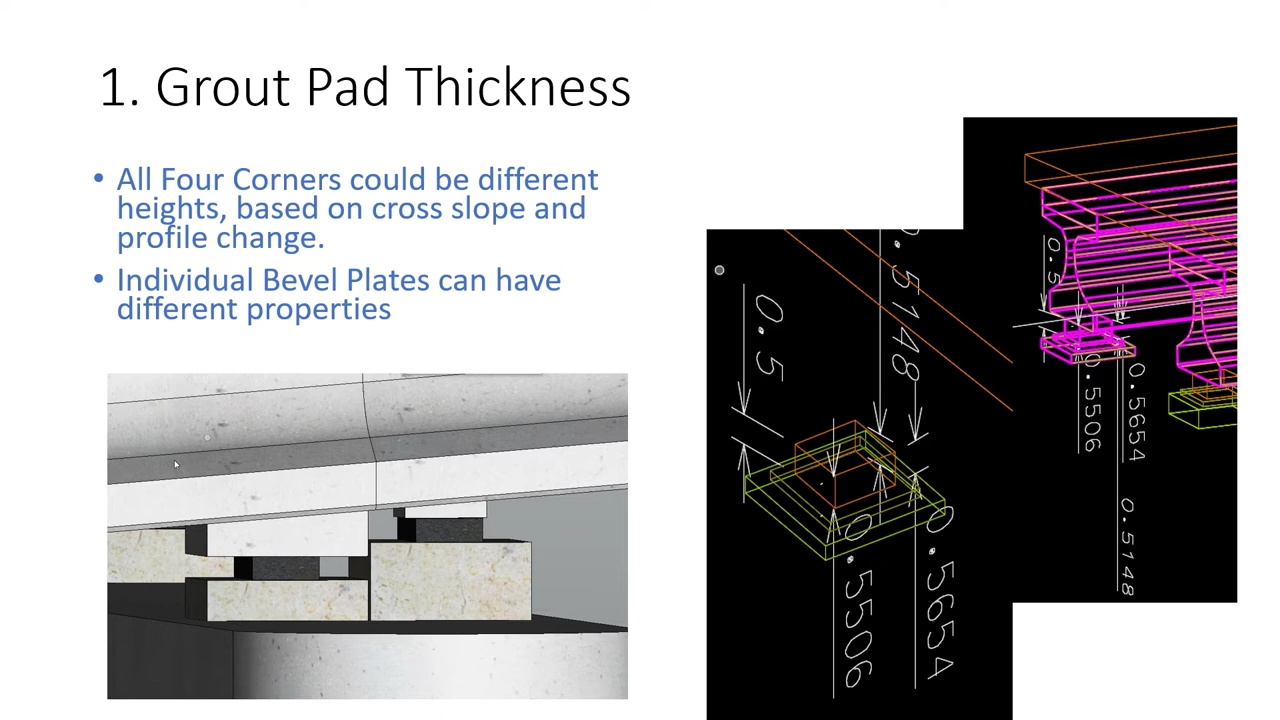 1. Grout Pad Thickness
• All Four Corners could be different
heights, based on cross slope and
profile change.
• Individual Bevel Plates can have
different properties
0.5
0.5148
0.5506
0.5654
0.5
0.5506
0.5654
0.5148